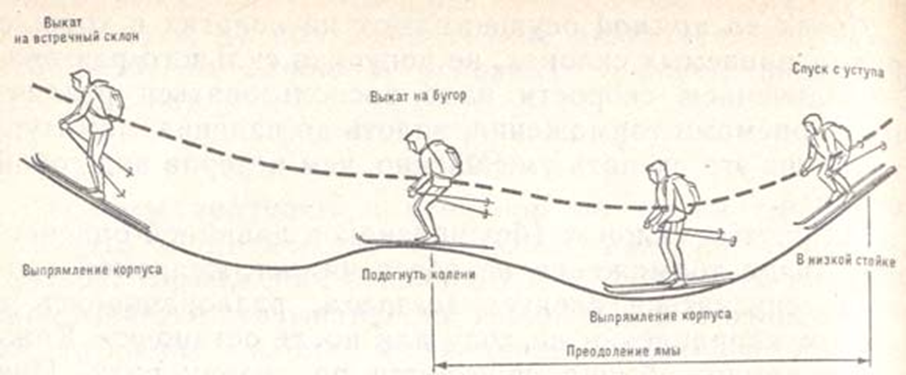 Выкат
на встречный склон
Выкат на бугор
Спуск с уступа
Выпрямление корпуса
Подогнуть колени
В низкой стойке
Выпрямление корпуса
Преодоление ямы